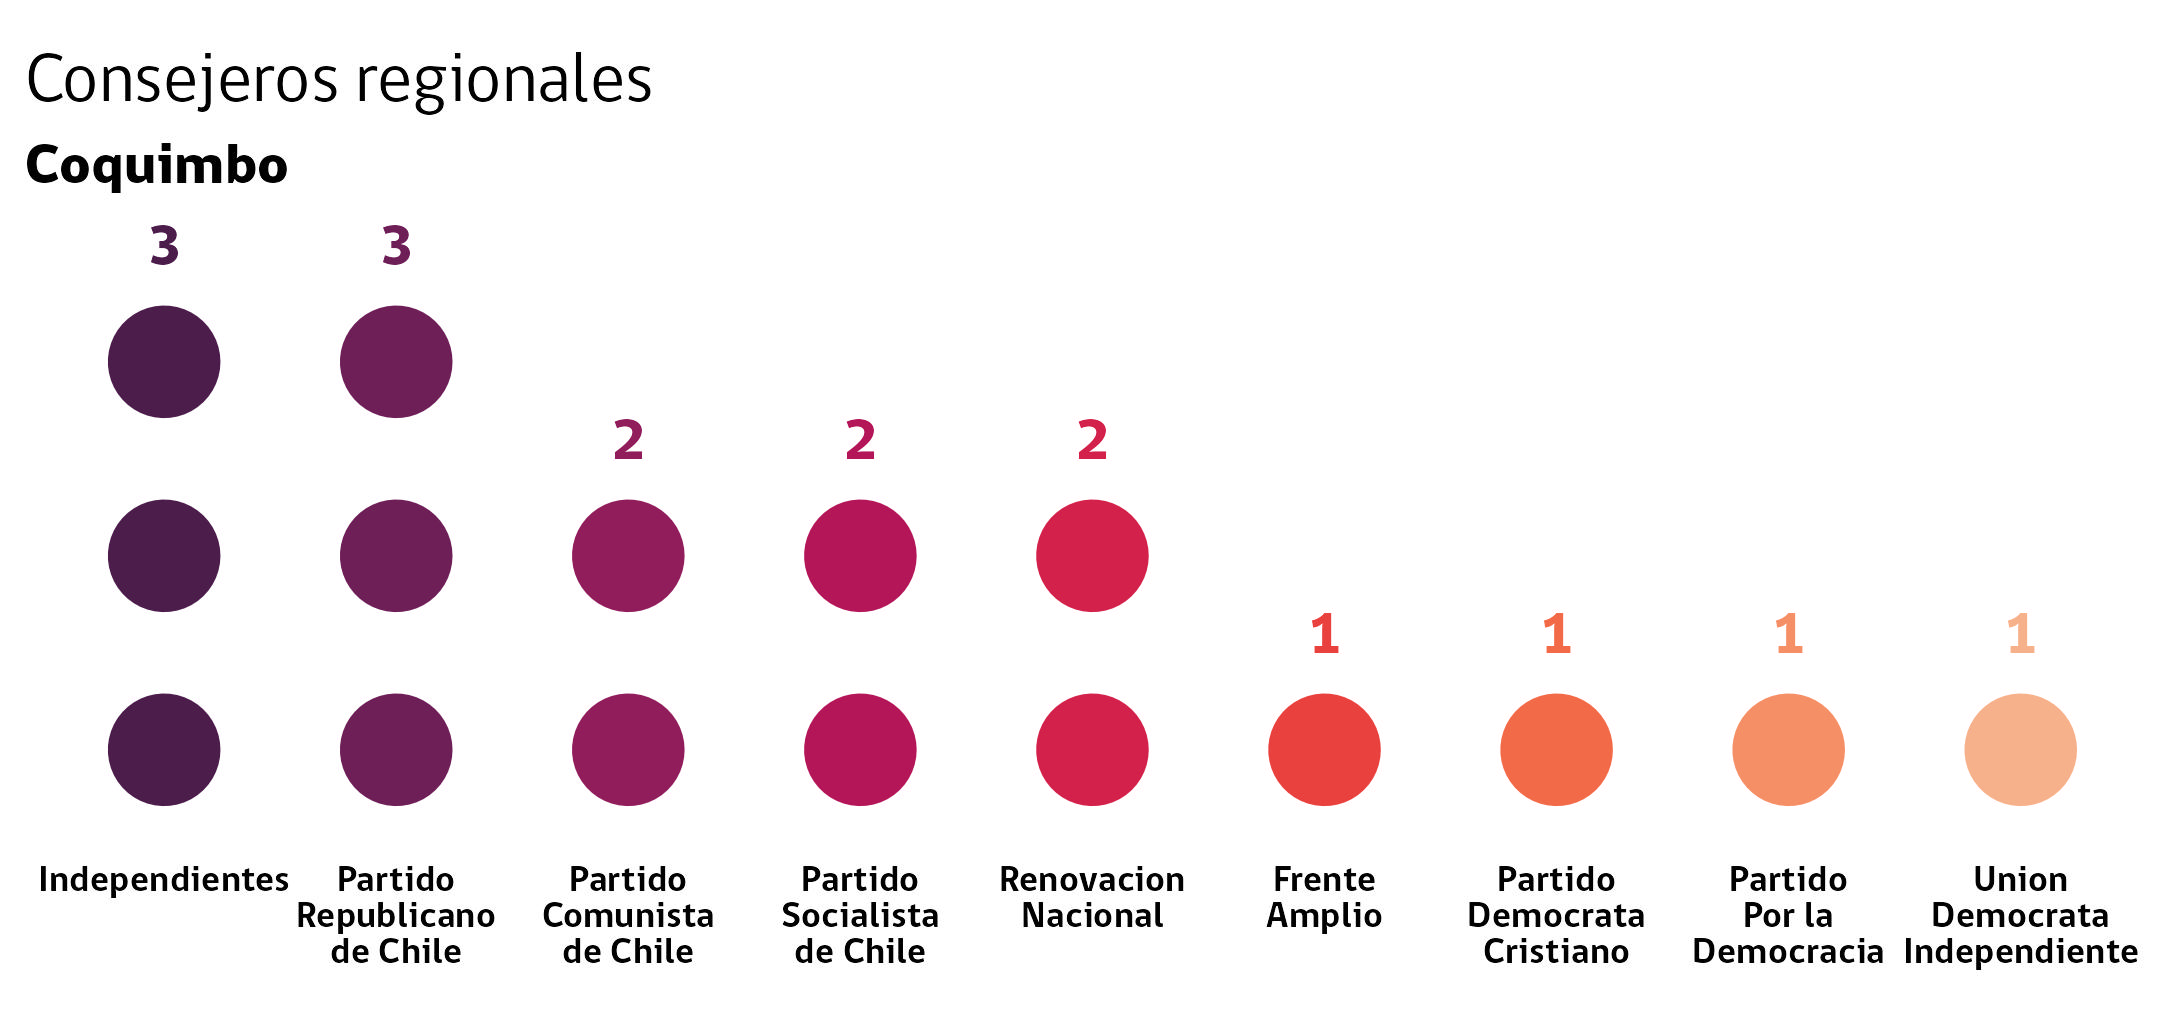 Consejeros regionales
Coquimbo
3
3
2
2
2
1
1
1
1
Independientes
Partido
Republicano
de Chile
Partido
Comunista
de Chile
Partido
Socialista
de Chile
Renovacion
Nacional
Frente
Amplio
Partido
Democrata
Cristiano
Partido
Por la
Democracia
Union
Democrata
Independiente